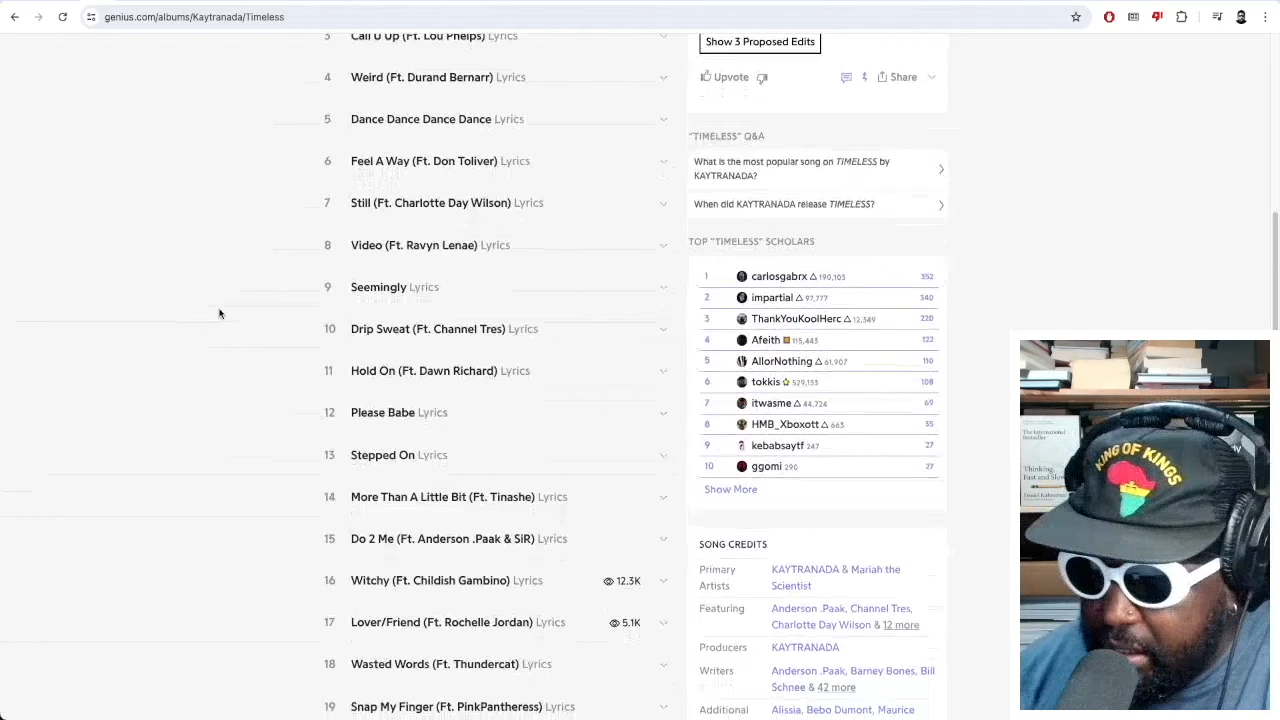 genius.com/albums/Kaytranada/Timeless
3 Call U Up (Ft. Lou Phelps) Lyrics
4 Weird (Ft. Durand Bernarr) Lyrics
5 Dance Dance Dance Dance Lyrics
6 Feel A Way (Ft. Don Toliver) Lyrics
7 Still (Ft. Charlotte Day Wilson) Lyrics
8 Video (Ft. Ravyn Lenae) Lyrics
9 Seemingly Lyrics
10 Drip Sweat (Ft. Channel Tres) Lyrics
11 Hold On (Ft. Dawn Richard) Lyrics
12 Please Babe Lyrics
13 Stepped On Lyrics
14 More Than A Little Bit (Ft. Tinashe) Lyrics
15 Do 2 Me (Ft. Anderson .Paak & SiR) Lyrics
16 Witchy (Ft. Childish Gambino) Lyrics 12.3K
17 Lover/Friend (Ft. Rochelle Jordan) Lyrics 5.1K
18 Wasted Words (Ft. Thundercat) Lyrics
19 Snap My Finger (Ft. PinkPantheress) Lyrics
Show 3 Proposed Edits
Upvote Share
"TIMELESS" Q&A
What is the most popular song on TIMELESS by
KAYTRANADA?
When did KAYTRANADA release TIMELESS?
TOP "TIMELESS" SCHOLARS
1 carlosgabrx 190,103 352
2 impartial 97,777 340
3 ThankYouKoolHerc 12,349 220
4 Afeith 115,443 122
5 AllorNothing 61,907 110
6 tokkis 529,133 108
7 itwasme 44,724 69
8 HMB_Xboxott 663 35
9 kebabsaytf 247 27
10 ggomi 290 27
Show More
SONG CREDITS
Primary Artists KAYTRANADA & Mariah the
Scientist
Featuring Anderson .Paak, Channel Tres,
Charlotte Day Wilson & 12 more
Producers KAYTRANADA
Writers Anderson .Paak, Barney Bones, Bill
Schnee & 42 more
Additional Alissia, Bebo Dumont, Maurice
The International
Bestseller
Thinking,
Fast and Slow
Daniel Kahneman
KING OF KINGS